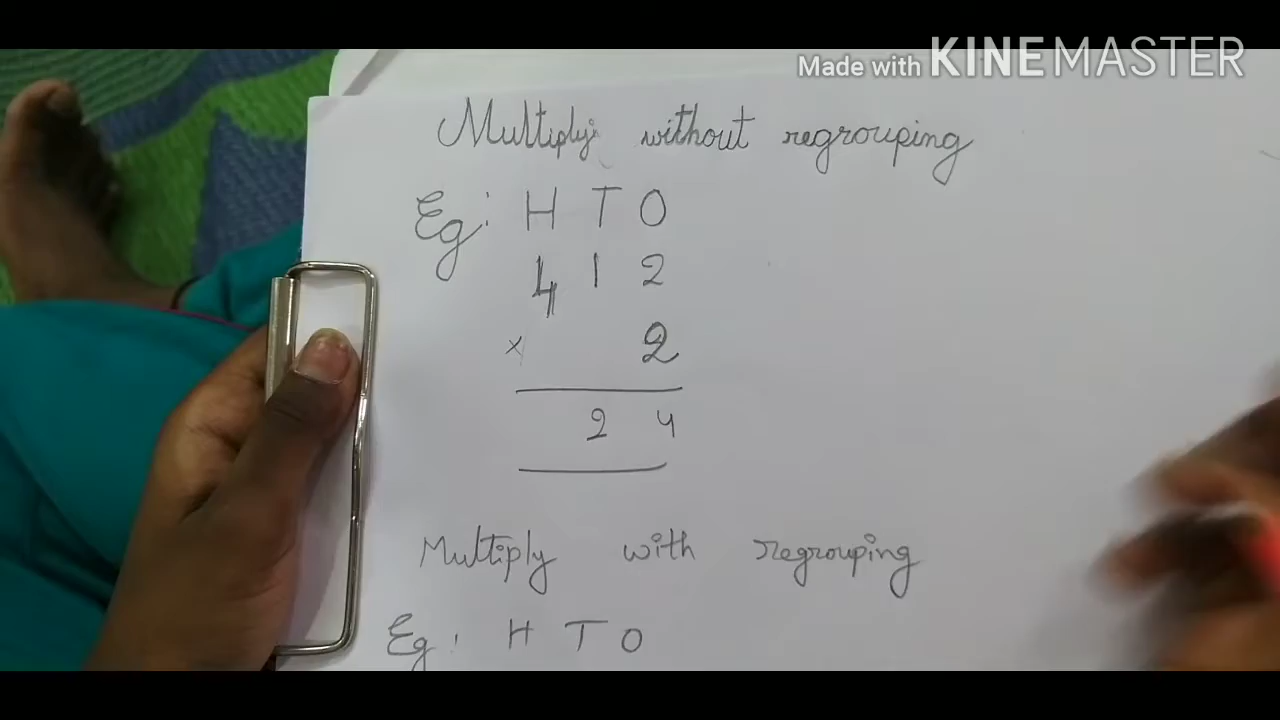 Made with KINEMASTER
Multiply without regrouping
Eg: H T O
4 1 2
× 2
2 4
Multiply with regrouping
Eg: H T O